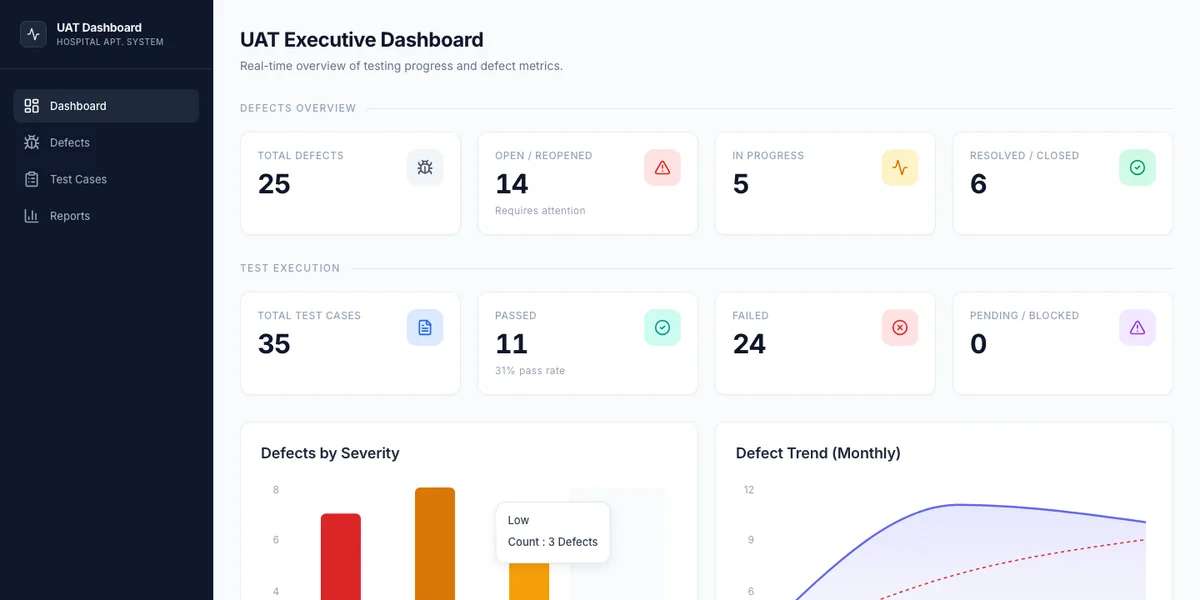 UAT Dashboard
HOSPITAL APT. SYSTEM
Dashboard
Defects
Test Cases
Reports
UAT Executive Dashboard
Real-time overview of testing progress and defect metrics.
DEFECTS OVERVIEW
TOTAL DEFECTS
25
OPEN / REOPENED
14
Requires attention
IN PROGRESS
5
RESOLVED / CLOSED
6
TEST EXECUTION
TOTAL TEST CASES
35
PASSED
11
31% pass rate
FAILED
24
PENDING / BLOCKED
0
Defects by Severity
8
6
4
Low
Count : 3 Defects
Defect Trend (Monthly)
12
9
6